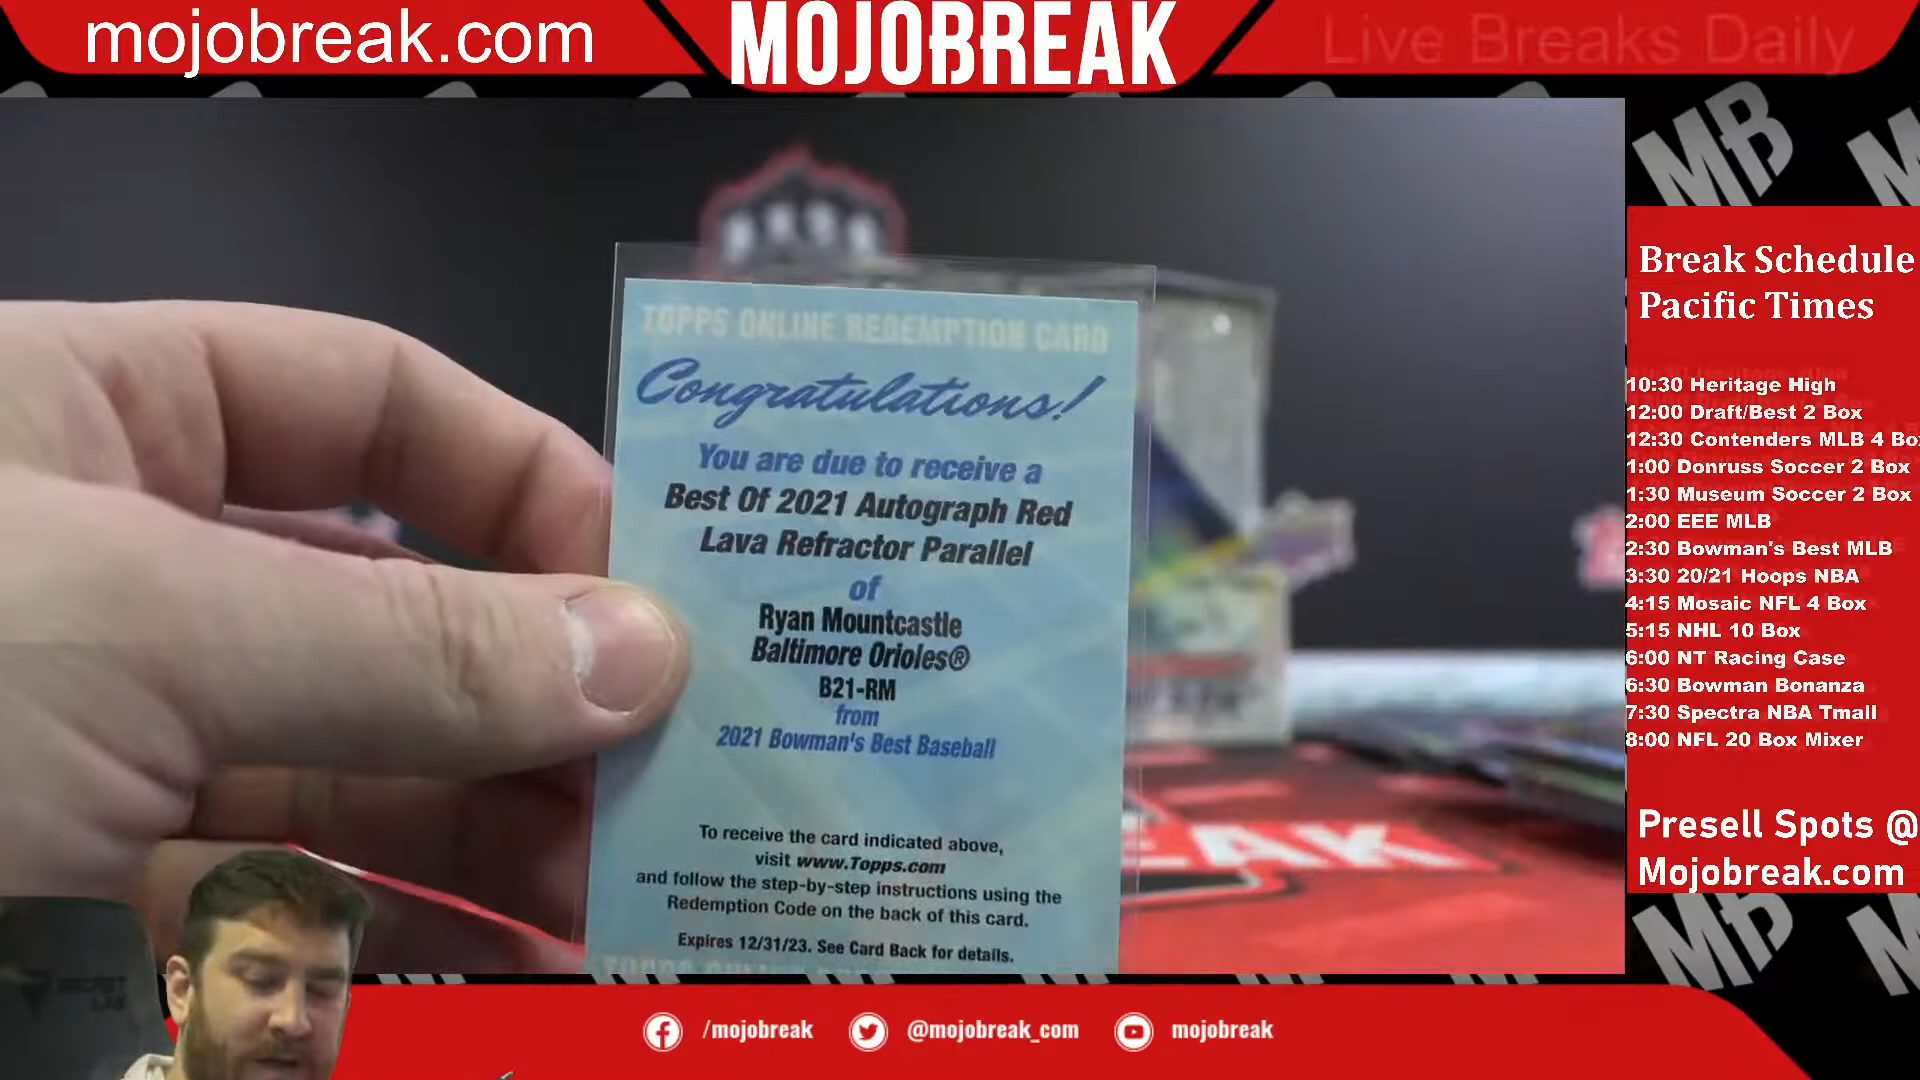 mojobreak.com
MOJOBREAK
Live Breaks Daily
TOPPS ONLINE REDEMPTION CARD
Congratulations!
You are due to receive a
Best Of 2021 Autograph Red
Lava Refractor Parallel
of
Ryan Mountcastle
Baltimore Orioles®
B21-RM
from
2021 Bowman's Best Baseball
To receive the card indicated above,
visit www.Topps.com
and follow the step-by-step instructions using the
Redemption Code on the back of this card.
Expires 12/31/23. See Card Back for details.
MB
Break Schedule
Pacific Times
10:30 Heritage High
12:00 Draft/Best 2 Box
12:30 Contenders MLB 4 Box
1:00 Donruss Soccer 2 Box
1:30 Museum Soccer 2 Box
2:00 EEE MLB
2:30 Bowman's Best MLB
3:30 20/21 Hoops NBA
4:15 Mosaic NFL 4 Box
5:15 NHL 10 Box
6:00 NT Racing Case
6:30 Bowman Bonanza
7:30 Spectra NBA Tmall
8:00 NFL 20 Box Mixer
Presell Spots @
Mojobreak.com
MB
/mojobreak
@mojobreak_com
mojobreak